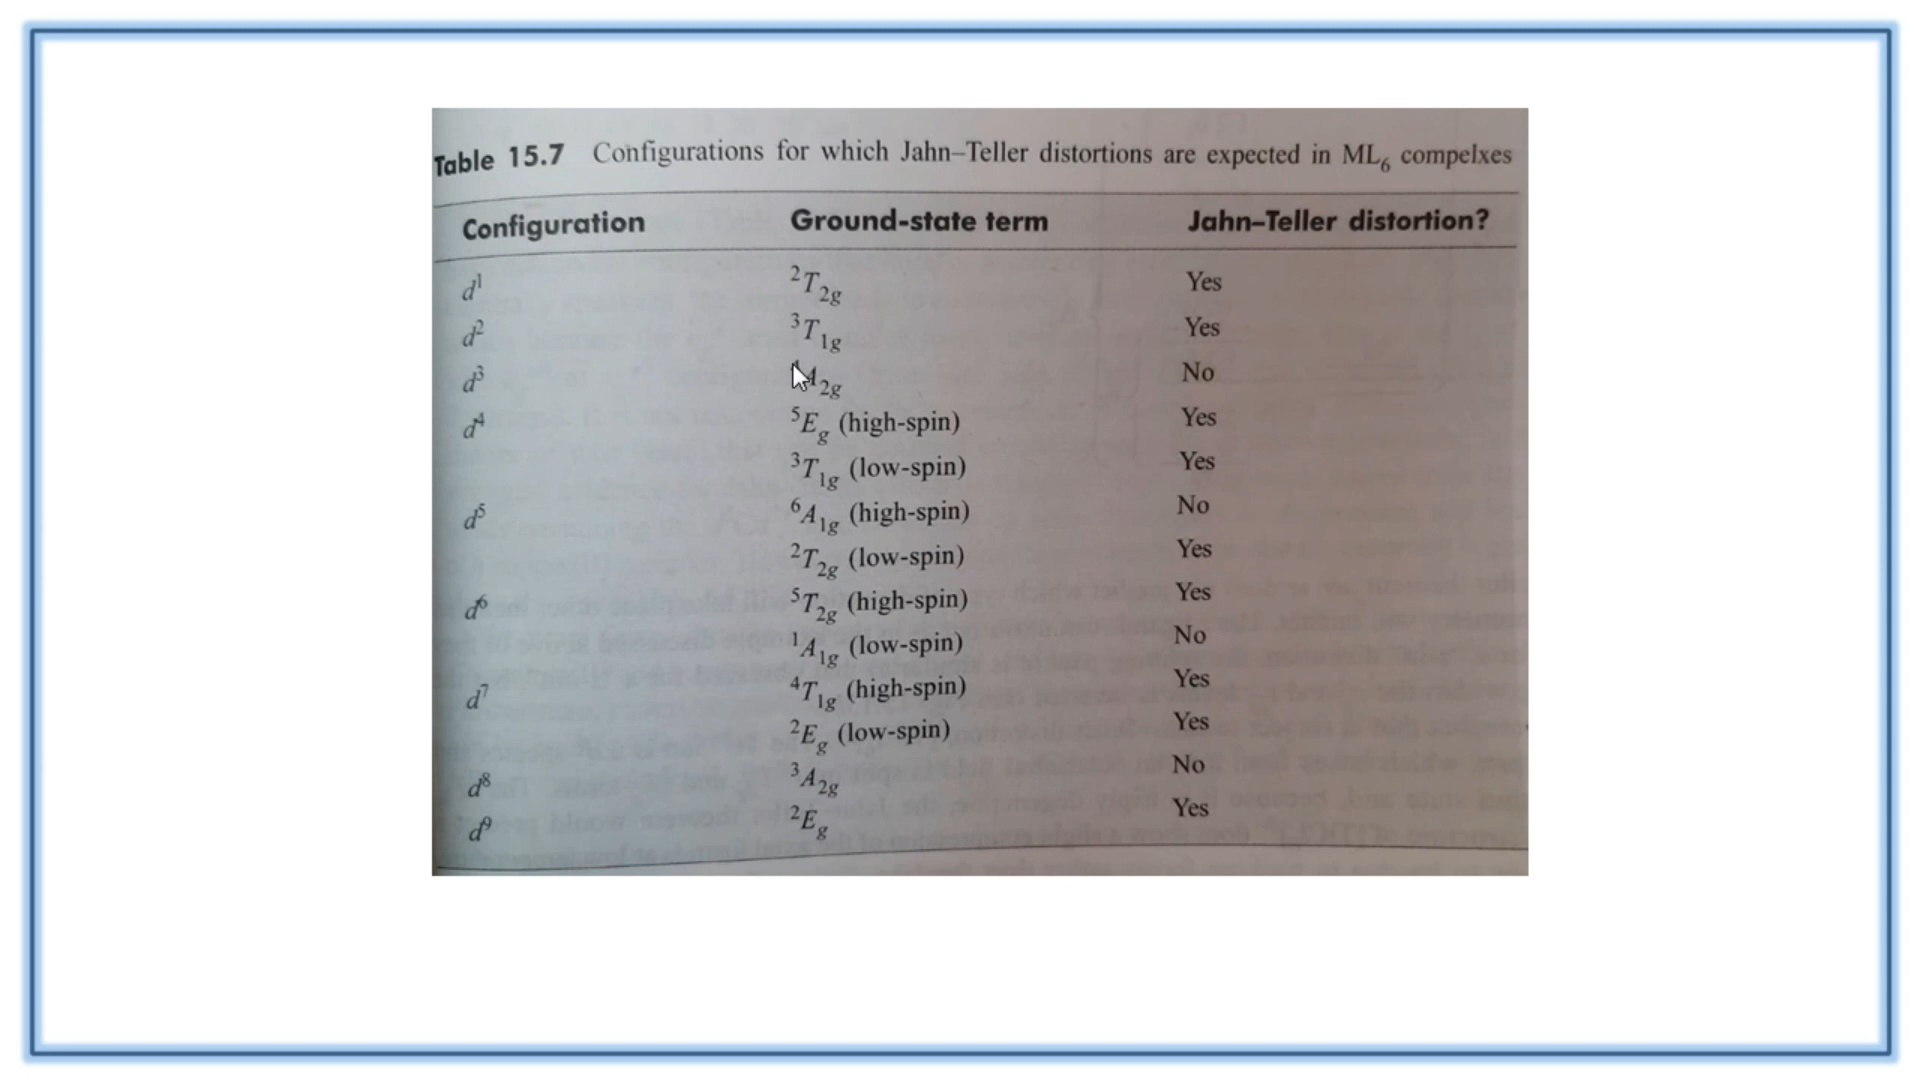 Table 15.7 Configurations for which Jahn–Teller distortions are expected in ML₆ compelxes
Configuration Ground-state term Jahn–Teller distortion?
d¹ ²T₂g Yes
d² ³T₁g Yes
d³ A₂g No
d⁴ ⁵Eg (high-spin) Yes
³T₁g (low-spin) Yes
d⁵ ⁶A₁g (high-spin) No
²T₂g (low-spin) Yes
d⁶ ⁵T₂g (high-spin) Yes
¹A₁g (low-spin) No
d⁷ ⁴T₁g (high-spin) Yes
²Eg (low-spin) Yes
d⁸ ³A₂g No
d⁹ ²Eg Yes